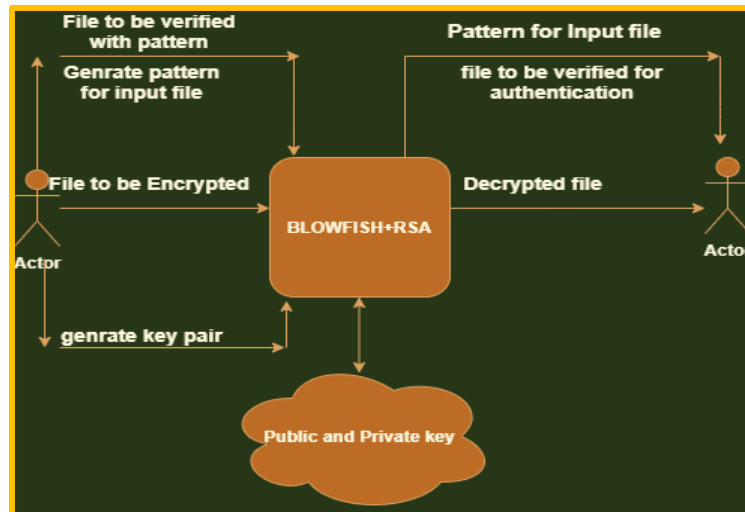 File to be verified
with pattern
Genrate pattern
for input file
Pattern for Input file
file to be verified for
authentication
File to be Encrypted
BLOWFISH+RSA
Decrypted file
Actor
Acto
genrate key pair
Public and Private key